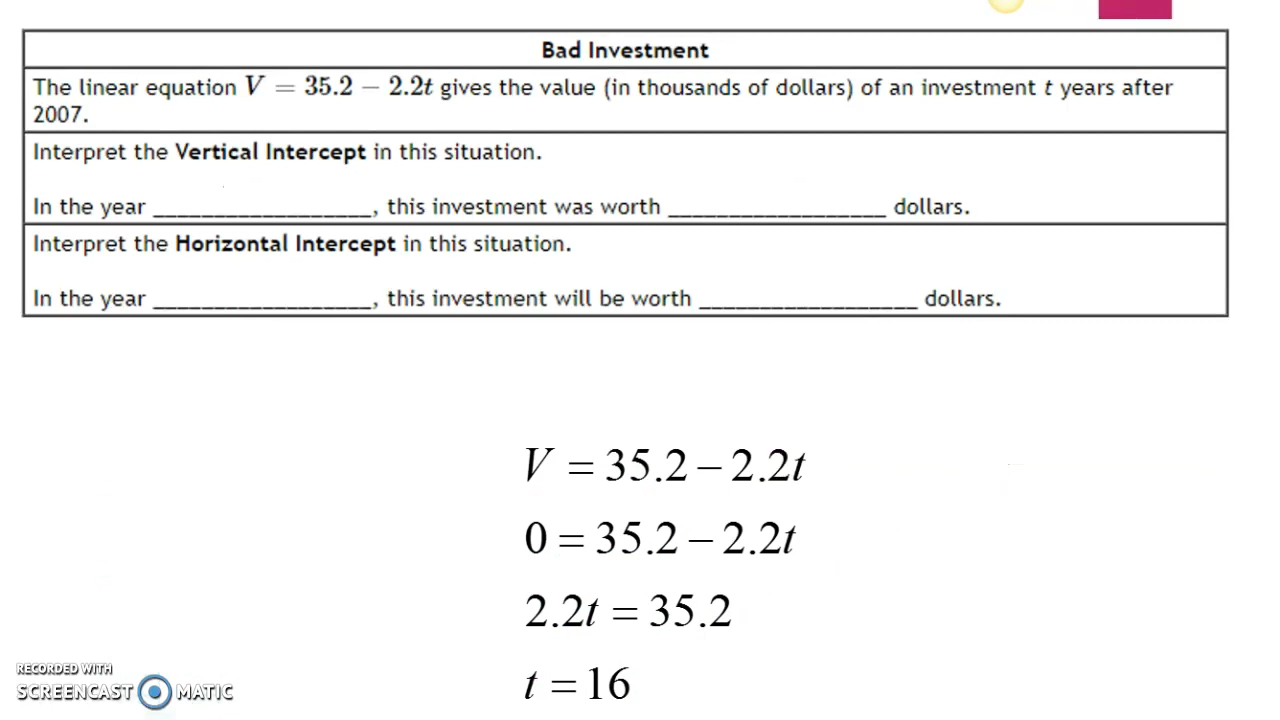 Bad Investment
The linear equation V = 35.2 − 2.2t gives the value (in thousands of dollars) of an investment t years after
2007.
Interpret the Vertical Intercept in this situation.
In the year __________________, this investment was worth __________________ dollars.
Interpret the Horizontal Intercept in this situation.
In the year __________________, this investment will be worth __________________ dollars.
V = 35.2 − 2.2t
0 = 35.2 − 2.2t
2.2t = 35.2
t = 16
RECORDED WITH
SCREENCAST MATIC